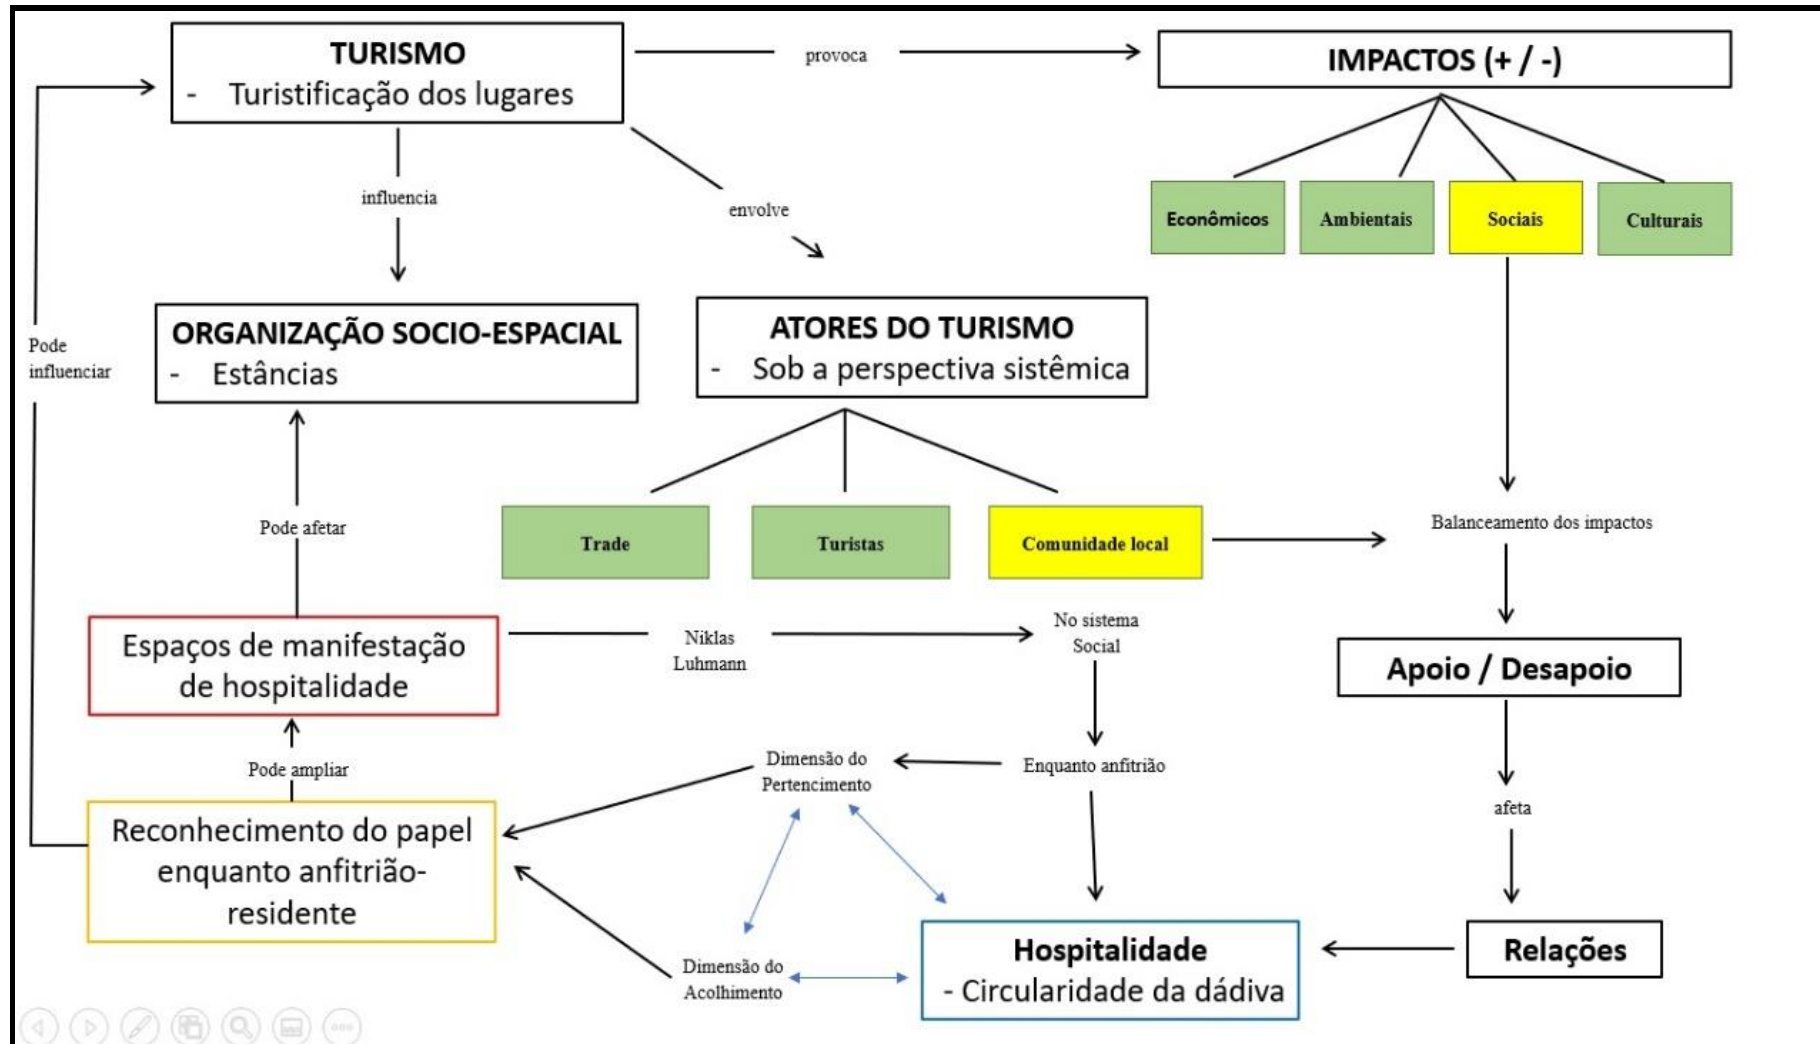 TURISMO
- Turistificação dos lugares
provoca
IMPACTOS (+ / -)
Econômicos
Ambientais
Sociais
Culturais
influencia
envolve
Pode
influenciar
ORGANIZAÇÃO SOCIO-ESPACIAL
- Estâncias
ATORES DO TURISMO
- Sob a perspectiva sistêmica
Trade
Turistas
Comunidade local
Balanceamento dos impactos
Pode afetar
Espaços de manifestação
de hospitalidade
Niklas
Luhmann
No sistema
Social
Apoio / Desapoio
Pode ampliar
Dimensão do
Pertencimento
Enquanto anfitrião
afeta
Reconhecimento do papel
enquanto anfitrião-
residente
Dimensão do
Acolhimento
Hospitalidade
- Circularidade da dádiva
Relações